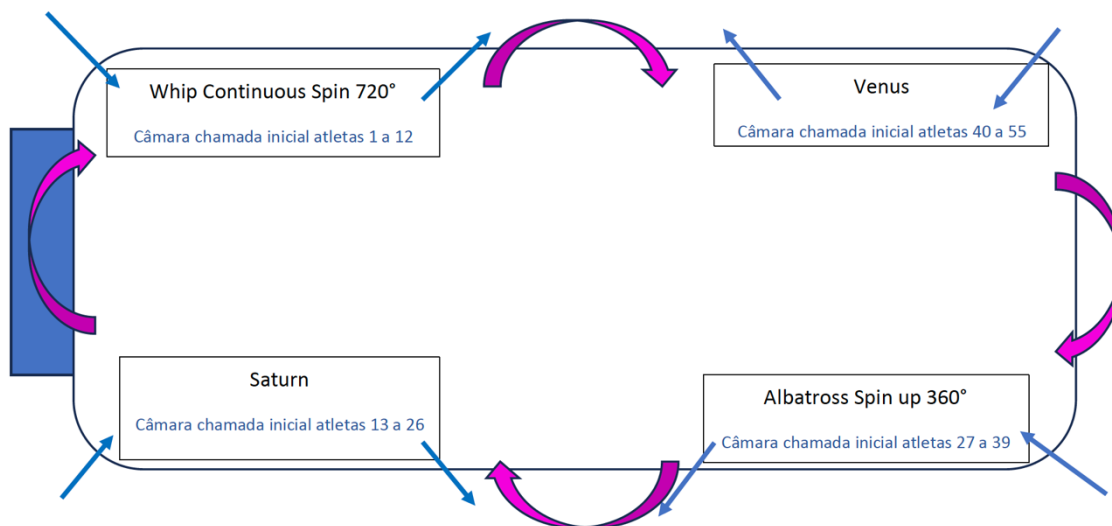 Whip Continuous Spin 720°
Câmara chamada inicial atletas 1 a 12
Venus
Câmara chamada inicial atletas 40 a 55
Saturn
Câmara chamada inicial atletas 13 a 26
Albatross Spin up 360°
Câmara chamada inicial atletas 27 a 39